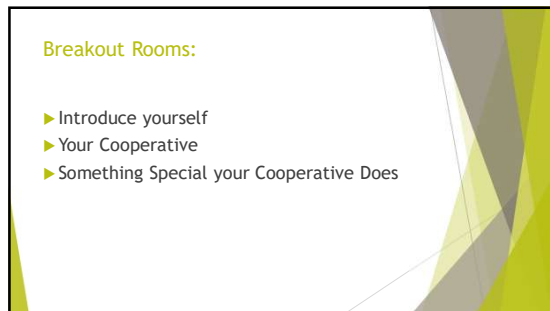 Breakout Rooms:
Introduce yourself
Your Cooperative
Something Special your Cooperative Does